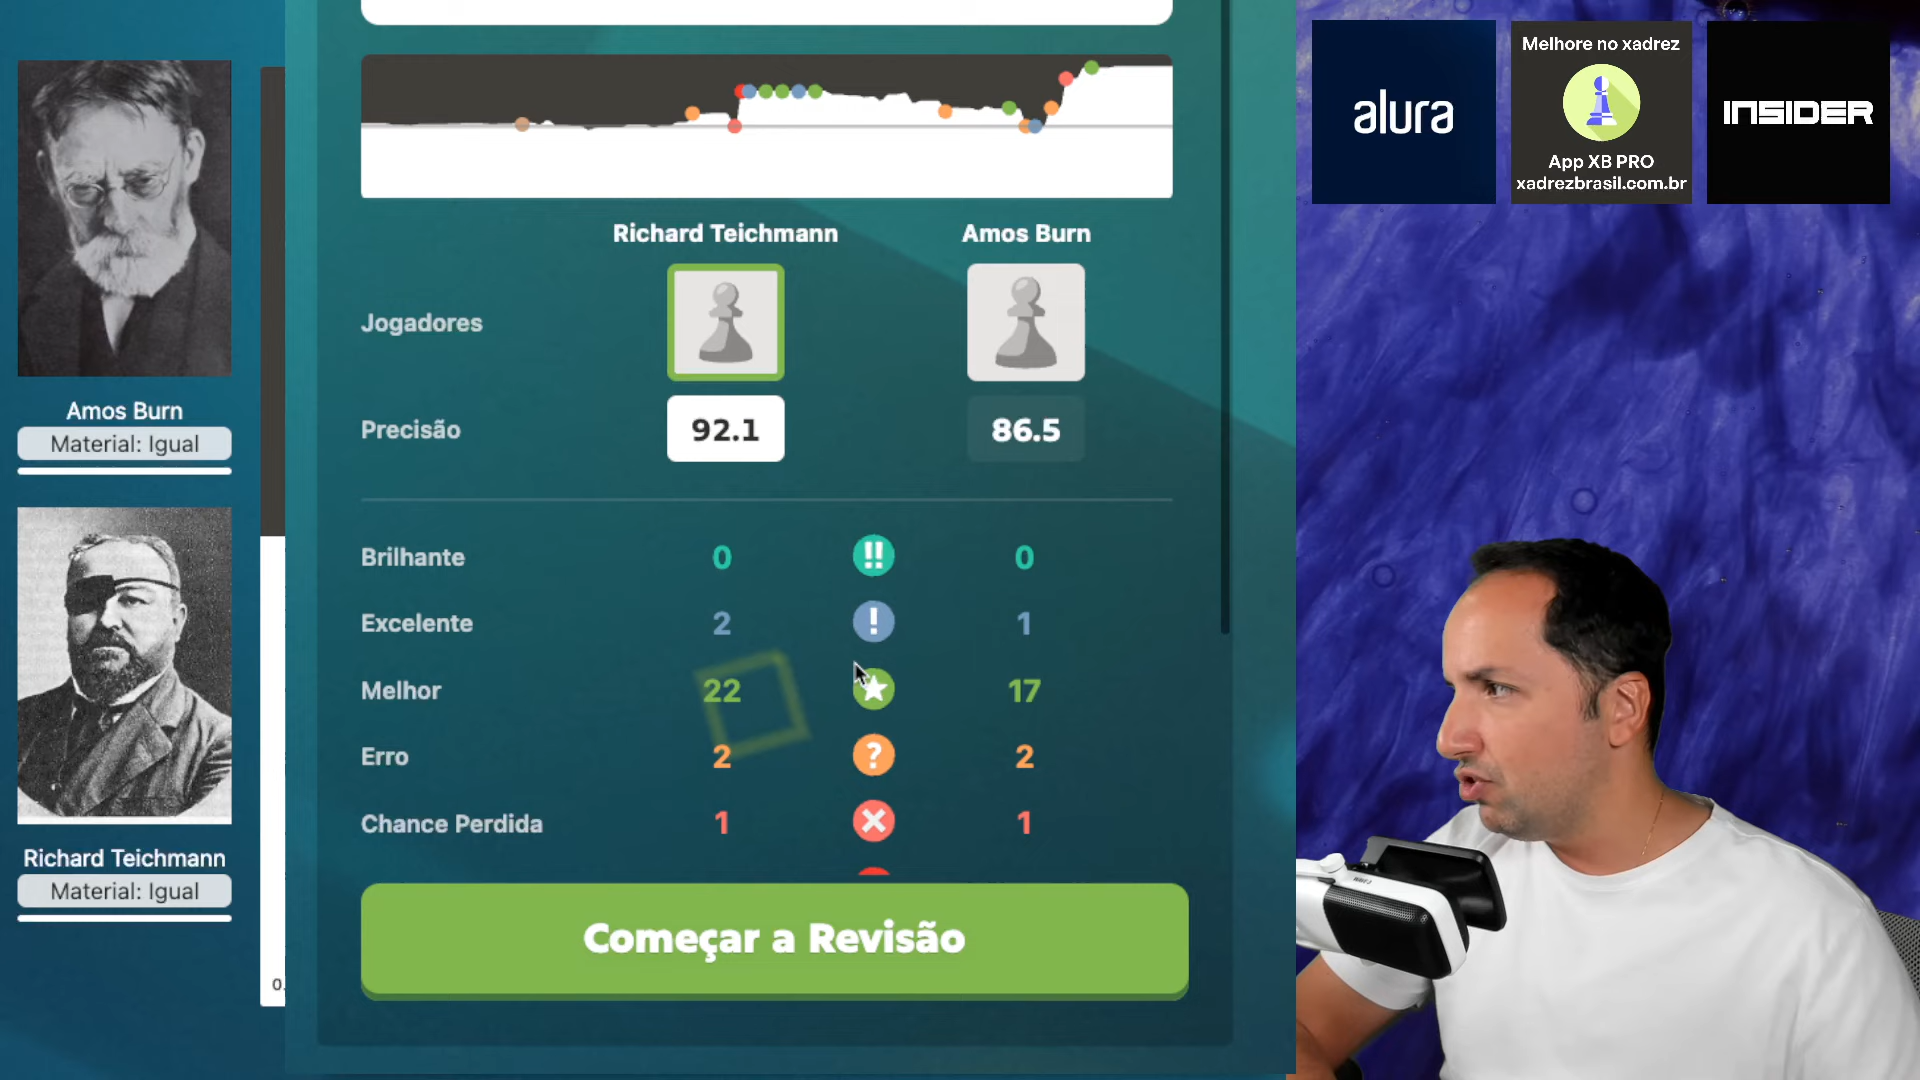 Amos Burn
Material: Igual
Richard Teichmann
Material: Igual
0.
Richard Teichmann
Amos Burn
Jogadores
Precisão
92.1
86.5
Brilhante
0
!!
0
Excelente
2
!
1
Melhor
22
17
Erro
2
?
2
Chance Perdida
1
1
Começar a Revisão
alura
Melhore no xadrez
App XB PRO
xadrezbrasil.com.br
INSIDER